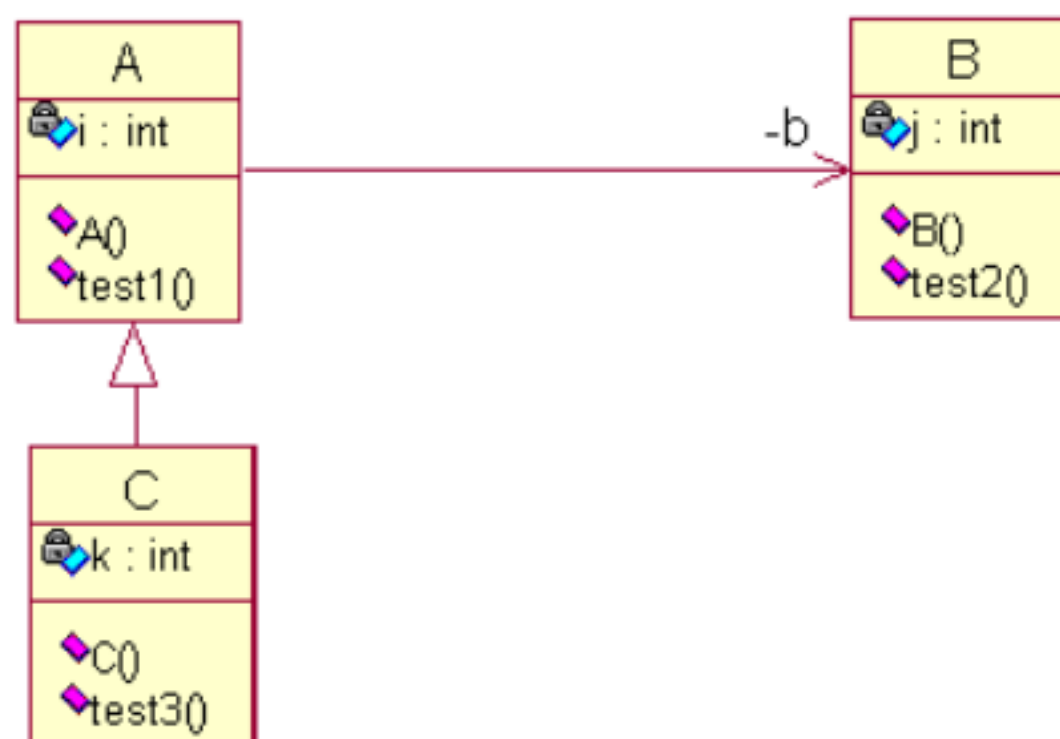 A
i : int
A()
test1()
-b
B
j : int
B()
test2()
C
k : int
C()
test3()